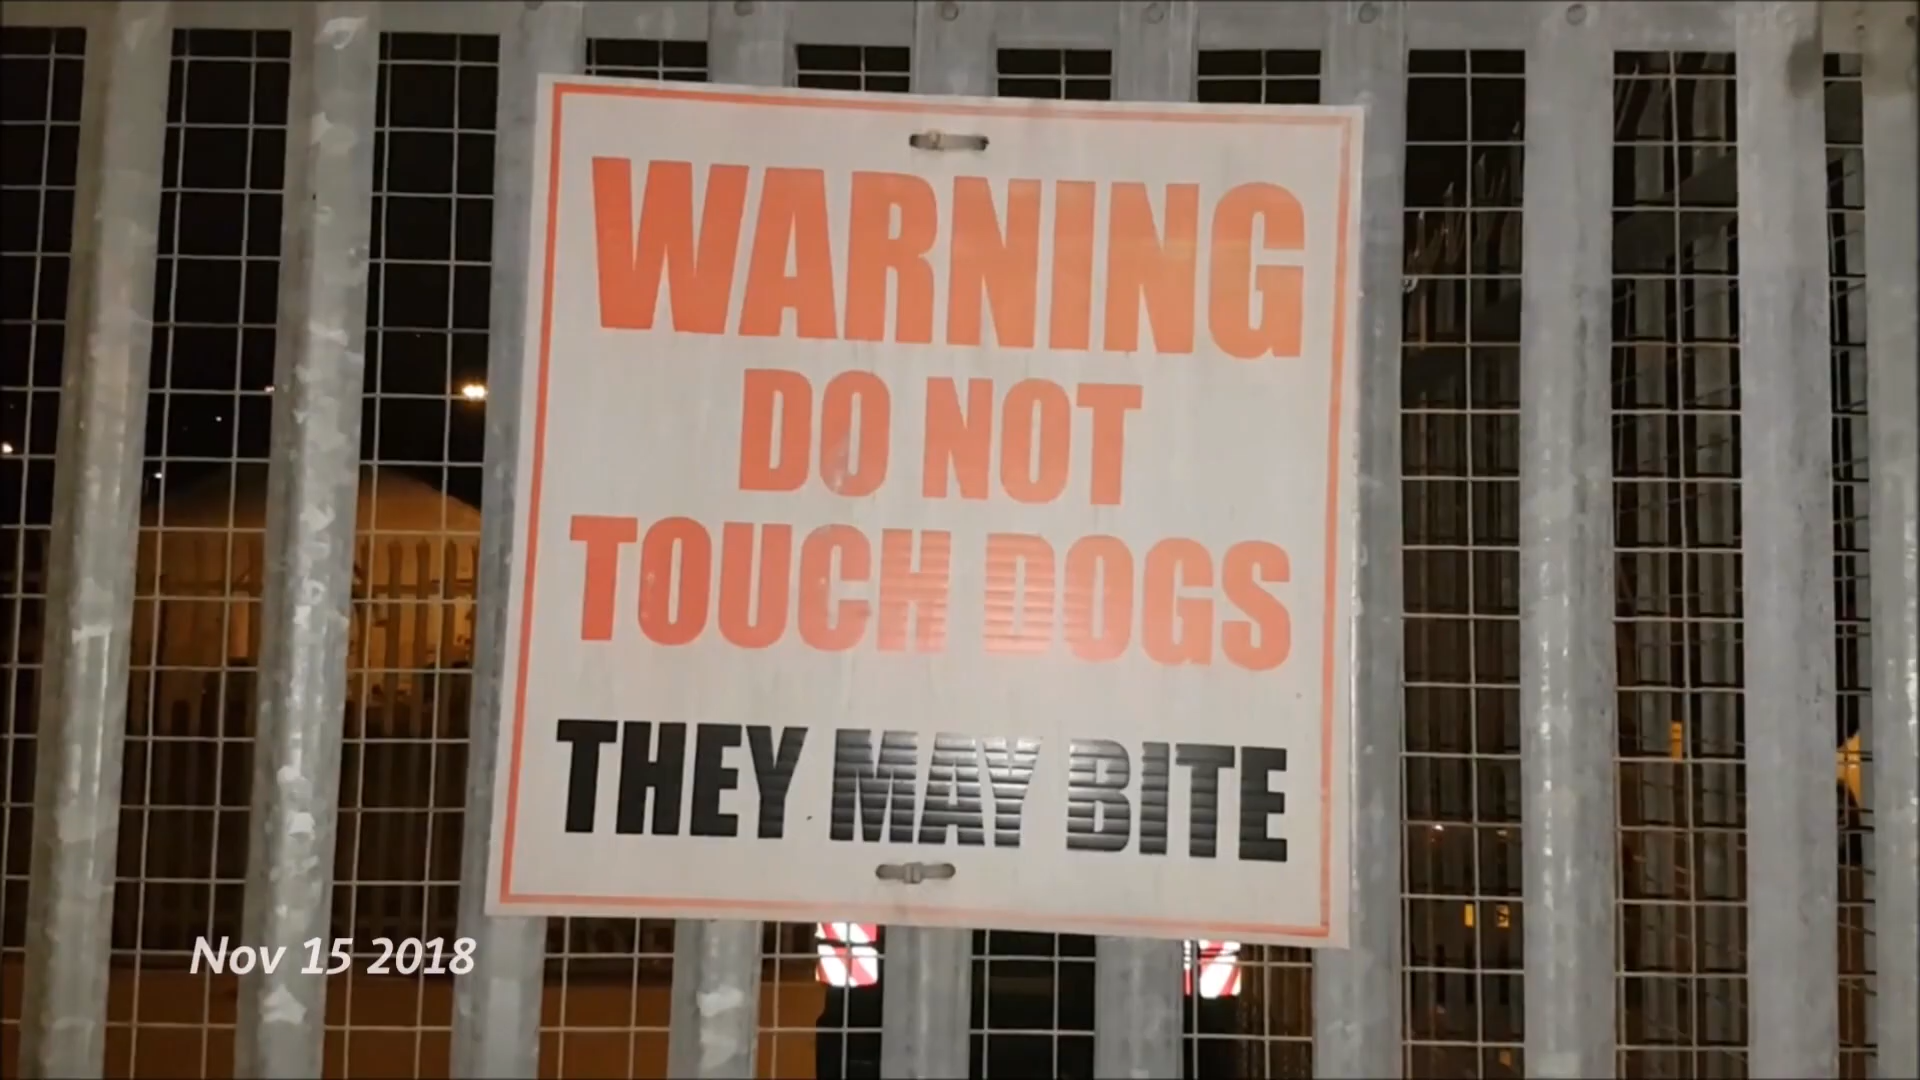 WARNING
DO NOT
TOUCH DOGS
THEY MAY BITE
Nov 15 2018